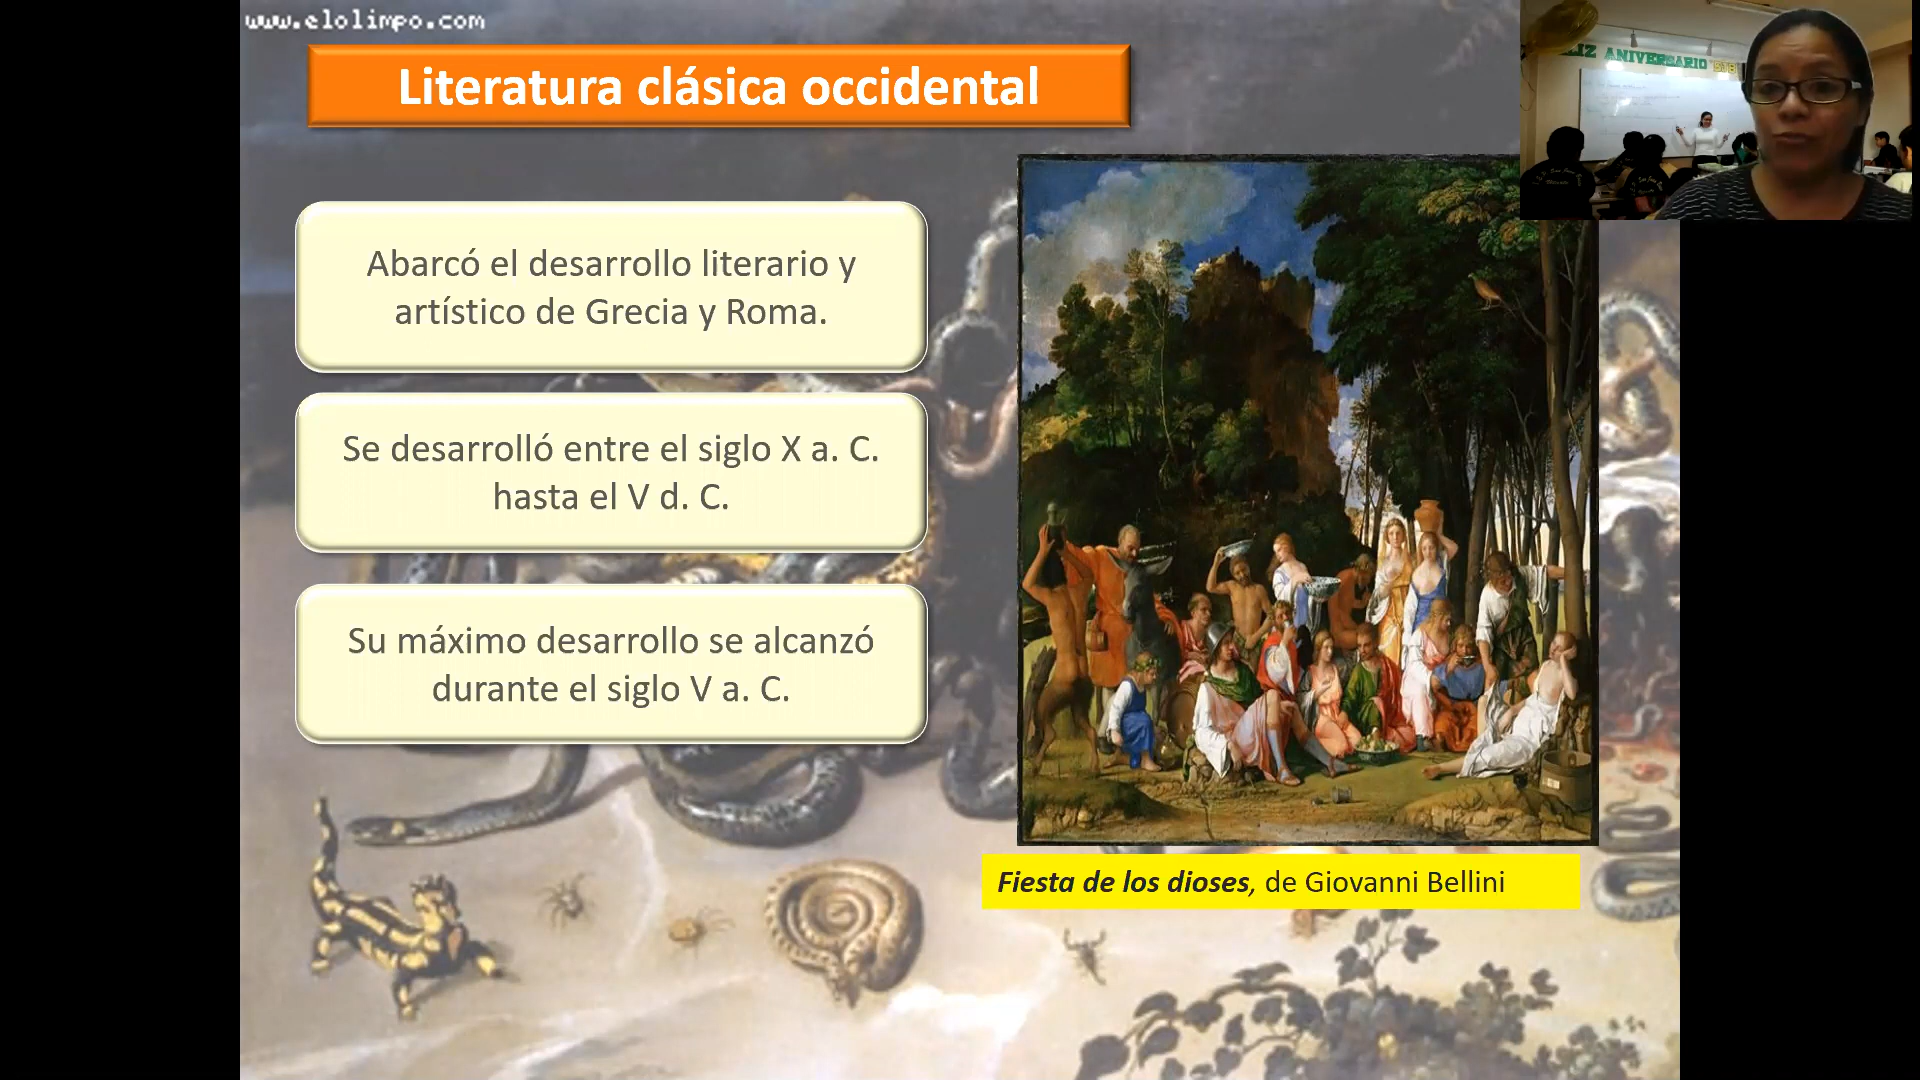 www.elolimpo.com
Literatura clásica occidental
LIZ ANIVERSARIO
Abarcó el desarrollo literario y
artístico de Grecia y Roma.
Se desarrolló entre el siglo X a. C.
hasta el V d. C.
Su máximo desarrollo se alcanzó
durante el siglo V a. C.
Fiesta de los dioses, de Giovanni Bellini